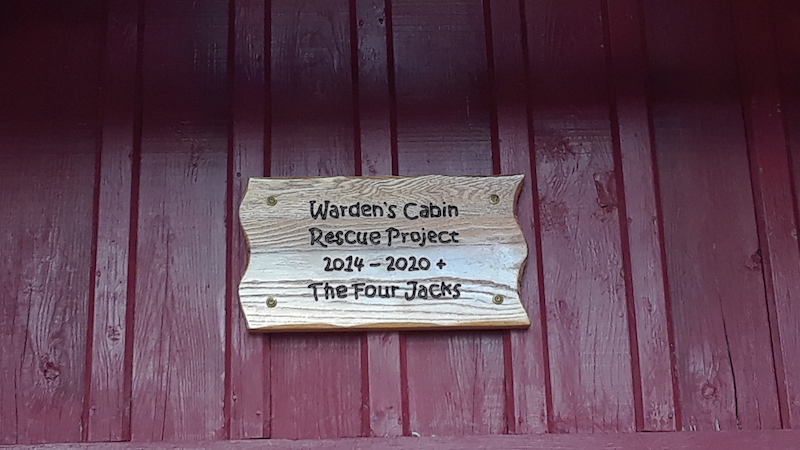 Warden's Cabin
Rescue Project
2014 - 2020 +
The Four Jacks